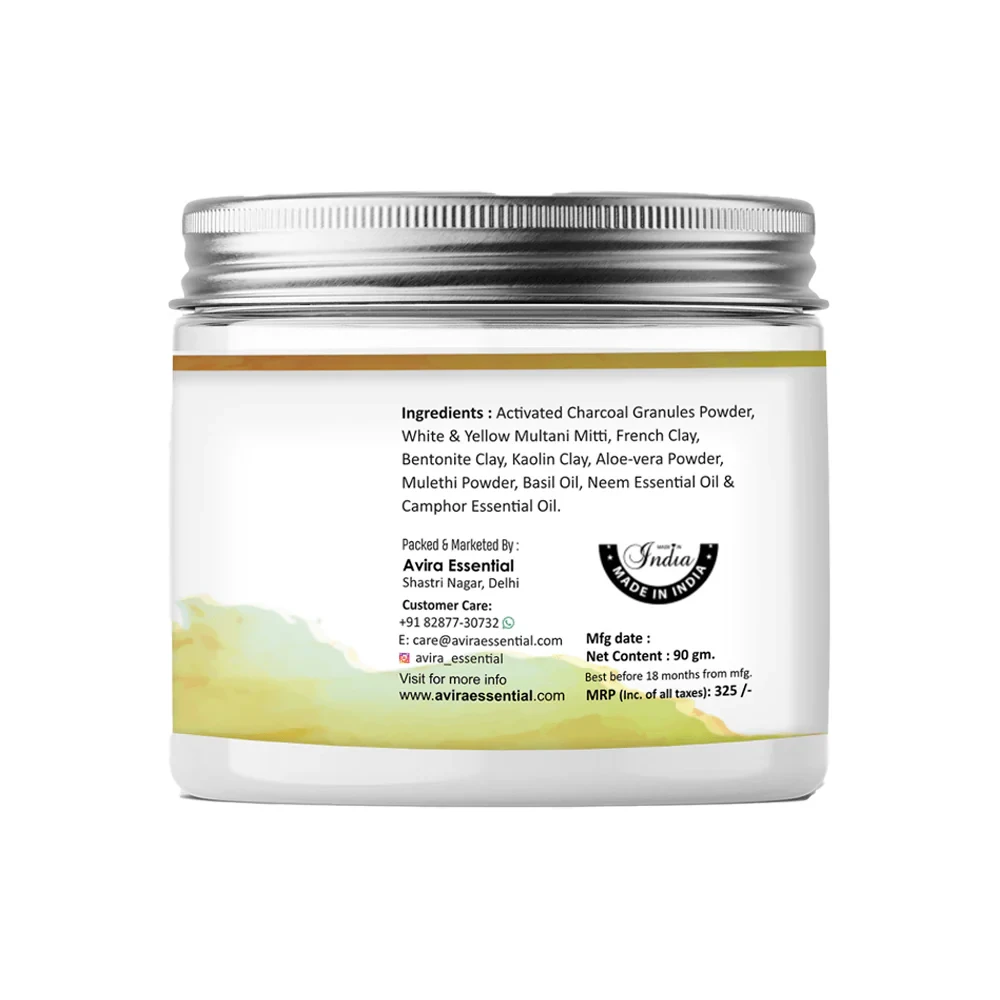 Ingredients : Activated Charcoal Granules Powder,
White & Yellow Multani Mitti, French Clay,
Bentonite Clay, Kaolin Clay, Aloe-vera Powder,
Mulethi Powder, Basil Oil, Neem Essential Oil &
Camphor Essential Oil.
Packed & Marketed By :
Avira Essential
Shastri Nagar, Delhi
Customer Care:
+91 82877-30732
E: care@aviraessential.com
avira_essential
Visit for more info
www.aviraessential.com
MADE IN
India
MADE IN INDIA
Mfg date :
Net Content : 90 gm.
Best before 18 months from mfg.
MRP (Inc. of all taxes): 325 /-